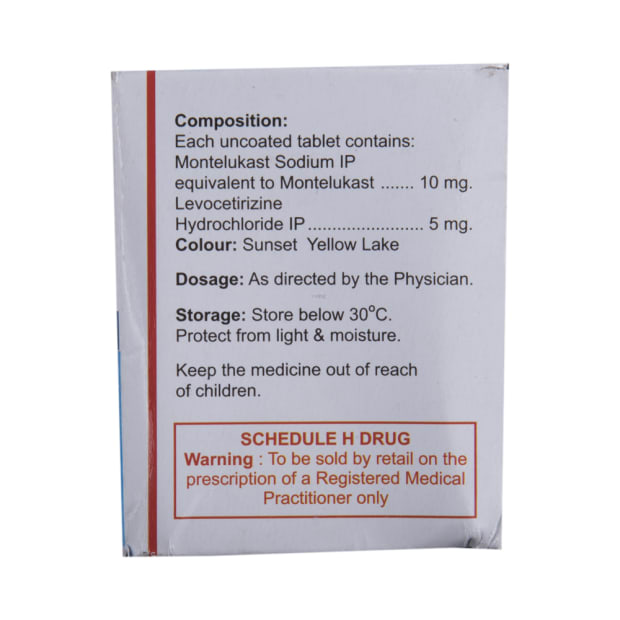 Composition:
Each uncoated tablet contains:
Montelukast Sodium IP
equivalent to Montelukast ....... 10 mg.
Levocetirizine
Hydrochloride IP ........................ 5 mg.
Colour: Sunset Yellow Lake
Dosage: As directed by the Physician.
Storage: Store below 30°C.
Protect from light & moisture.
Keep the medicine out of reach
of children.
SCHEDULE H DRUG
Warning : To be sold by retail on the
prescription of a Registered Medical
Practitioner only